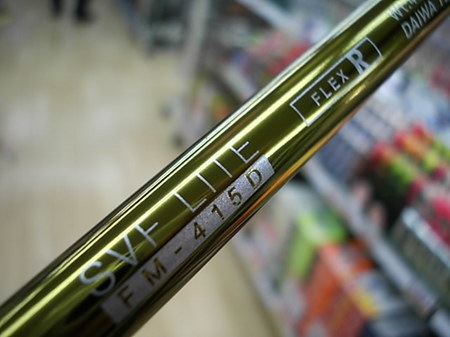 SVF LITE
FM-415D
FLEX R
DAIWA